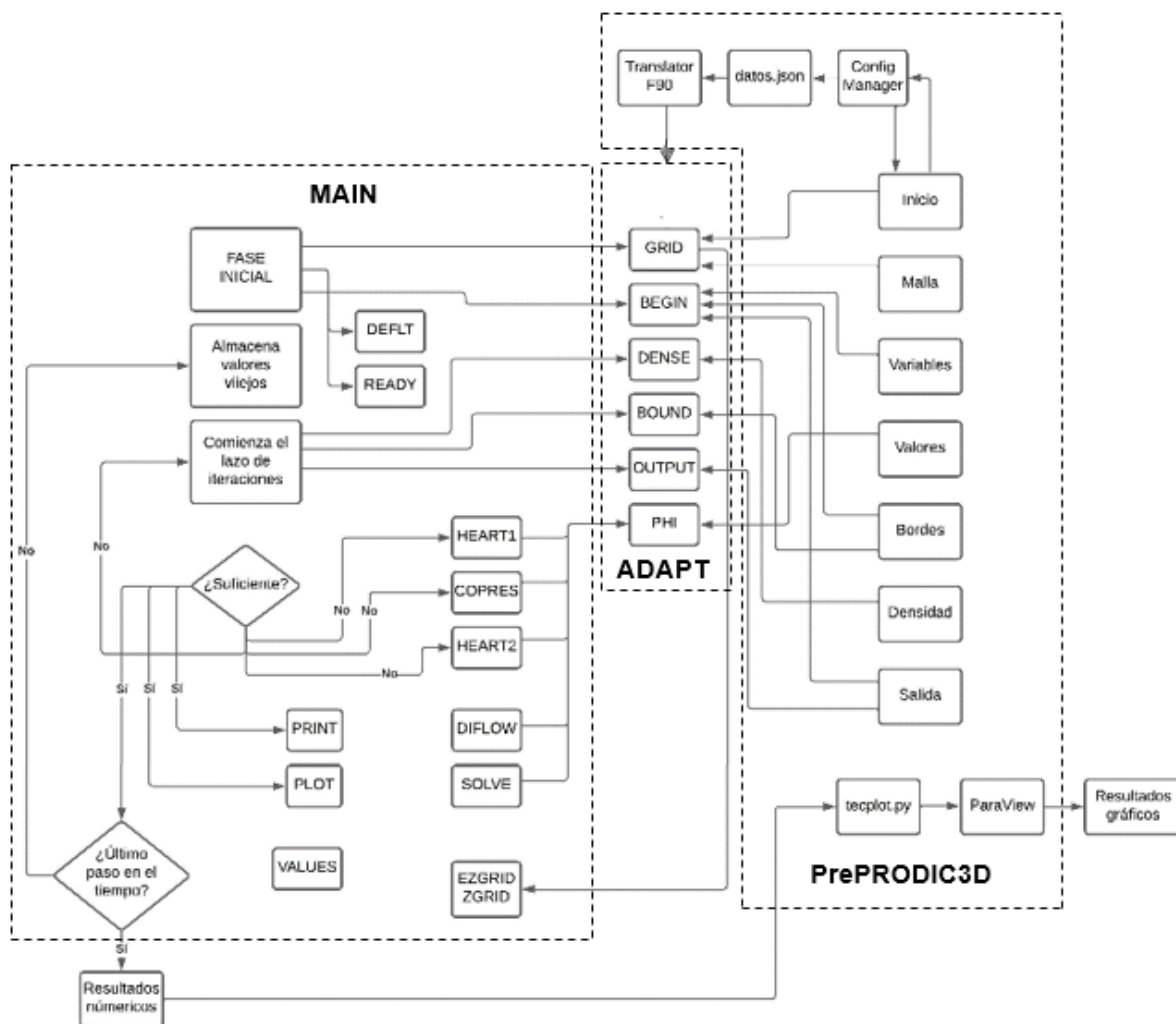 Translator
F90
datos.json
Config
Manager
MAIN
Inicio
FASE
INICIAL
GRID
Malla
BEGIN
DEFLT
Almacena
valores
viiejos
DENSE
Variables
READY
BOUND
Comienza el
lazo de
iteraciones
Valores
OUTPUT
No
No
HEART1
PHI
Bordes
ADAPT
¿Suficiente?
COPRES
No
No
Densidad
HEART2
No
Sí
Sí
Sí
Salida
PRINT
DIFLOW
PLOT
SOLVE
tecplot.py
ParaView
Resultados
gráficos
¿Último
paso en el
tiempo?
VALUES
EZGRID
ZGRID
PrePRODIC3D
Sí
Resultados
númericos